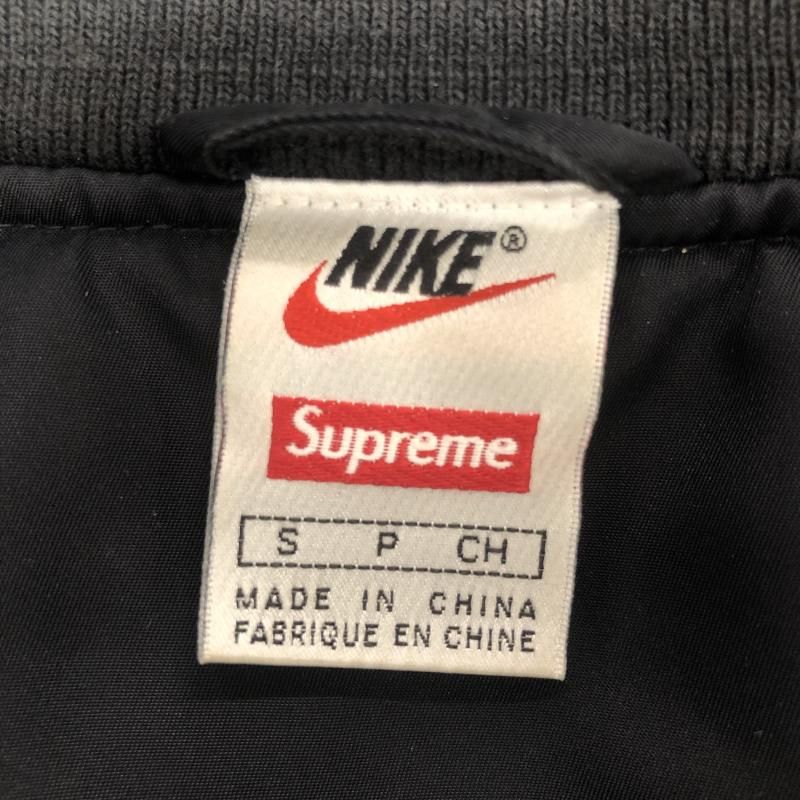 NIKE®
Supreme
S P CH
MADE IN CHINA
FABRIQUE EN CHINE